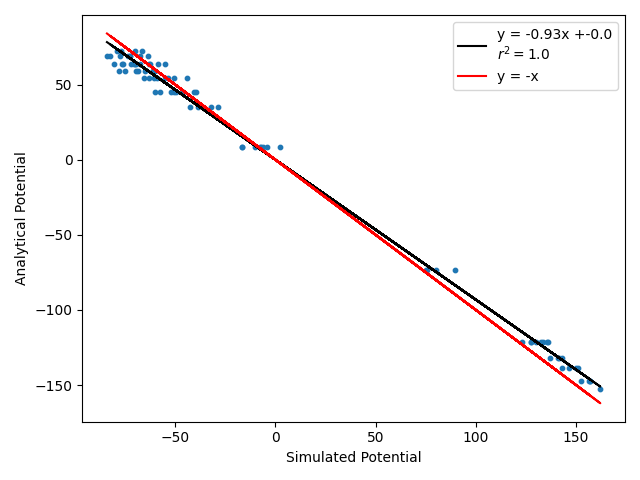 y = -0.93x +-0.0
r² = 1.0
y = -x
Analytical Potential
50
0
−50
−100
−150
−50
0
50
100
150
Simulated Potential